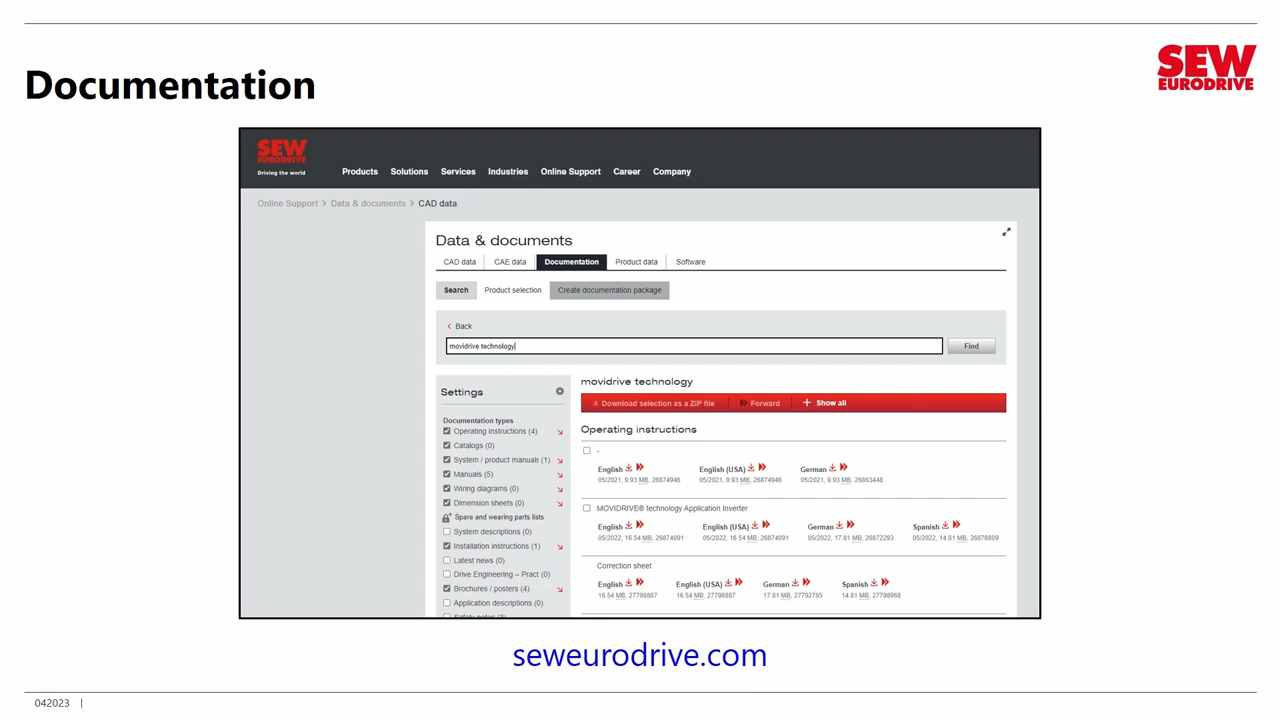 Documentation
SEW
EURODRIVE
SEW
EURODRIVE
Driving the world
Products Solutions Services Industries Online Support Career Company
Online Support > Data & documents > CAD data
Data & documents
CAD data CAE data Documentation Product data Software
Search Product selection Create documentation package
Back
movidrive technology
Find
Settings
Documentation types
Operating instructions (4)
Catalogs (0)
System / product manuals (1)
Manuals (5)
Wiring diagrams (0)
Dimension sheets (0)
Spare and wearing parts lists
System descriptions (0)
Installation instructions (1)
Latest news (0)
Drive Engineering – Pract (0)
Brochures / posters (4)
Application descriptions (0)
movidrive technology
Download selection as a ZIP file Forward + Show all
Operating instructions
-
English English (USA) German
05/2021, 9.93 MB, 26874946 05/2021, 9.93 MB, 26874946 05/2021, 9.93 MB, 26863448
MOVIDRIVE® technology Application Inverter
English English (USA) German Spanish
05/2022, 16.54 MB, 26874091 05/2022, 16.54 MB, 26874091 05/2022, 17.81 MB, 26872293 05/2022, 14.81 MB, 26876809
Correction sheet
English English (USA) German Spanish
16.54 MB, 27798887 16.54 MB, 27798887 17.81 MB, 27792765 14.81 MB, 27798968
seweurodrive.com
042023 |